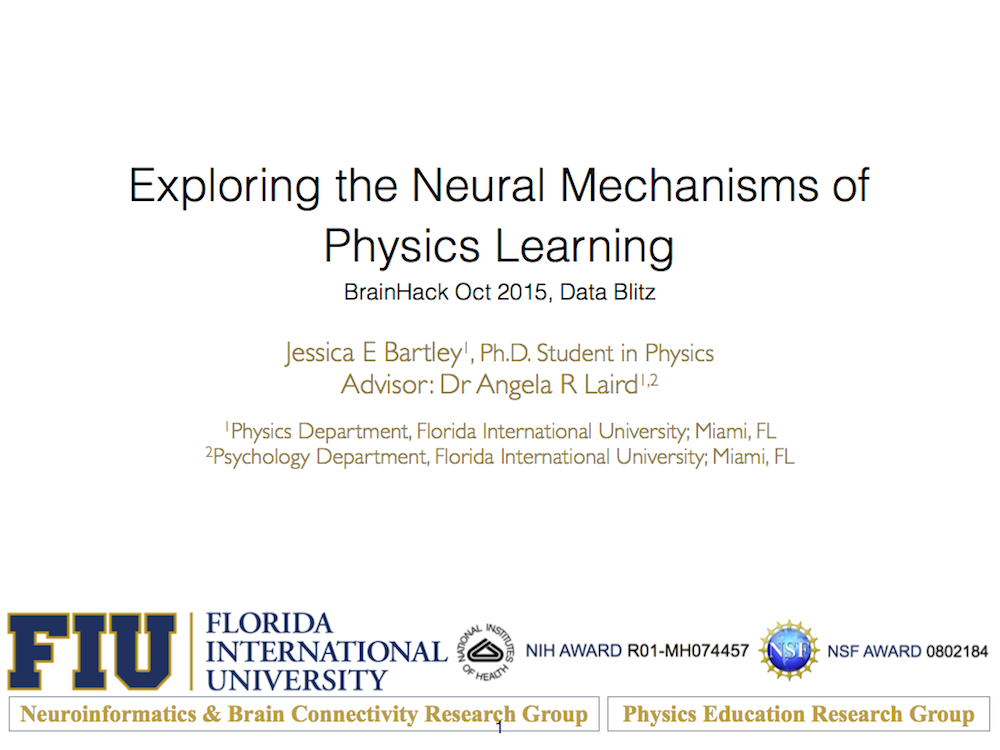 Exploring the Neural Mechanisms of
Physics Learning
BrainHack Oct 2015, Data Blitz
Jessica E Bartley¹, Ph.D. Student in Physics
Advisor: Dr Angela R Laird¹,²
¹Physics Department, Florida International University; Miami, FL
²Psychology Department, Florida International University; Miami, FL
FIU
FLORIDA
INTERNATIONAL
UNIVERSITY
NATIONAL INSTITUTES
OF HEALTH
NIH AWARD R01-MH074457
NSF
NSF AWARD 0802184
Neuroinformatics & Brain Connectivity Research Group
Physics Education Research Group
1